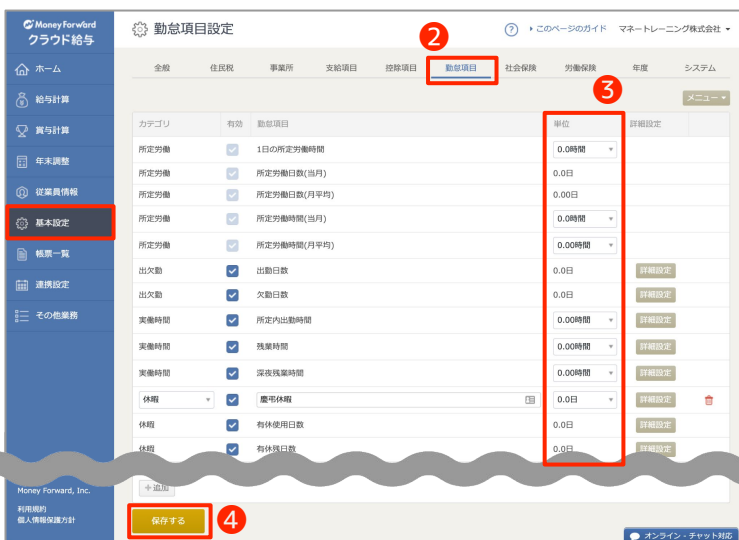 Money Forward
クラウド給与
勤怠項目設定
? ▸このページのガイド マネートレーニング株式会社
2
ホーム
給与計算
賞与計算
年末調整
従業員情報
基本設定
帳票一覧
連携設定
その他業務
全般 住民税 事業所 支給項目 控除項目 勤怠項目 社会保険 労働保険 年度 システム
3
メニュー
カテゴリ 有効 勤怠項目 単位 詳細設定
所定労働 1日の所定労働時間 0.0時間
所定労働 所定労働日数(当月) 0.0日
所定労働 所定労働日数(月平均) 0.00日
所定労働 所定労働時間(当月) 0.0時間
所定労働 所定労働時間(月平均) 0.00時間
出欠勤 出勤日数 0.0日 詳細設定
出欠勤 欠勤日数 0.0日 詳細設定
実働時間 所定内出勤時間 0.00時間 詳細設定
実働時間 残業時間 0.00時間 詳細設定
実働時間 深夜残業時間 0.00時間 詳細設定
休暇 慶弔休暇 0.0日 詳細設定
休暇 有休使用日数 0.0日 詳細設定
休暇 有休残日数 0.0日 詳細設定
+追加
保存する
4
Money Forward, Inc.
利用規約
個人情報保護方針
オンライン・チャット対応